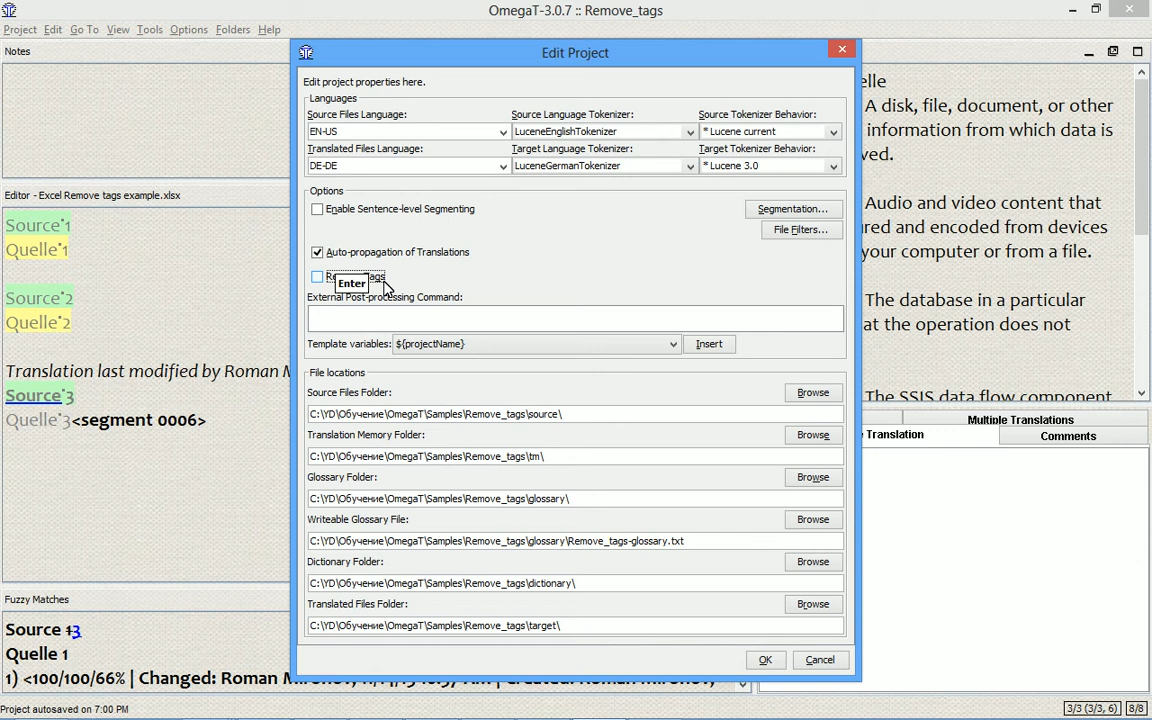 OmegaT-3.0.7 :: Remove_tags
Project Edit Go To View Tools Options Folders Help
Notes
Editor - Excel Remove tags example.xlsx
Source 1
Quelle 1
Source 2
Quelle 2
Translation last modified by Roman M
Source 3
Quelle 3<segment 0006>
Fuzzy Matches
Source 13
Quelle 1
1) <100/100/66% | Changed: Roman
Project autosaved on 7:00 PM
Edit Project
Edit project properties here.
Languages
Source Files Language: Source Language Tokenizer: Source Tokenizer Behavior:
EN-US LuceneEnglishTokenizer * Lucene current
Translated Files Language: Target Language Tokenizer: Target Tokenizer Behavior:
DE-DE LuceneGermanTokenizer * Lucene 3.0
Options
Enable Sentence-level Segmenting Segmentation...
File Filters...
Auto-propagation of Translations
Enter
External Post-processing Command:
Template variables: ${projectName} Insert
File locations
Source Files Folder: Browse
C:\YD\Обучение\OmegaT\Samples\Remove_tags\source\
Translation Memory Folder: Browse
C:\YD\Обучение\OmegaT\Samples\Remove_tags\tm\
Glossary Folder: Browse
C:\YD\Обучение\OmegaT\Samples\Remove_tags\glossary\
Writeable Glossary File: Browse
C:\YD\Обучение\OmegaT\Samples\Remove_tags\glossary\Remove_tags-glossary.txt
Dictionary Folder: Browse
C:\YD\Обучение\OmegaT\Samples\Remove_tags\dictionary\
Translated Files Folder: Browse
C:\YD\Обучение\OmegaT\Samples\Remove_tags\target\
OK Cancel
elle
A disk, file, document, or other
information from which data is
ved.
Audio and video content that
red and encoded from devices
your computer or from a file.
The database in a particular
at the operation does not
The SSIS data flow component
Multiple Translations
Translation Comments
3/3 (3/3, 6) 8/8